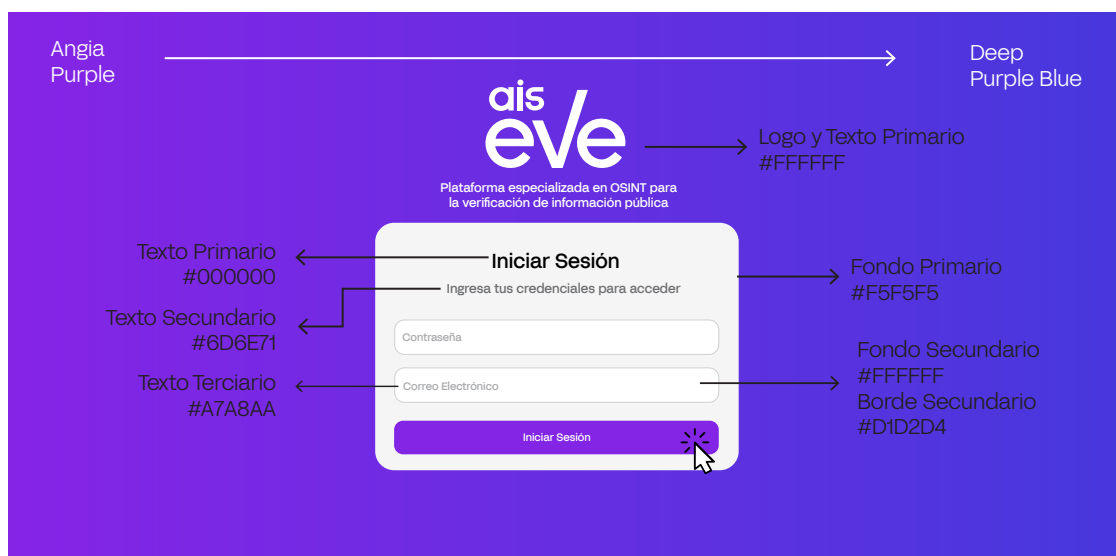 Angia
Purple
Deep
Purple Blue
ais
eve
Plataforma especializada en OSINT para
la verificación de información pública
Logo y Texto Primario
#FFFFFF
Texto Primario
#000000
Texto Secundario
#6D6E71
Texto Terciario
#A7A8AA
Iniciar Sesión
Ingresa tus credenciales para acceder
Contraseña
Correo Electrónico
Iniciar Sesión
Fondo Primario
#F5F5F5
Fondo Secundario
#FFFFFF
Borde Secundario
#D1D2D4